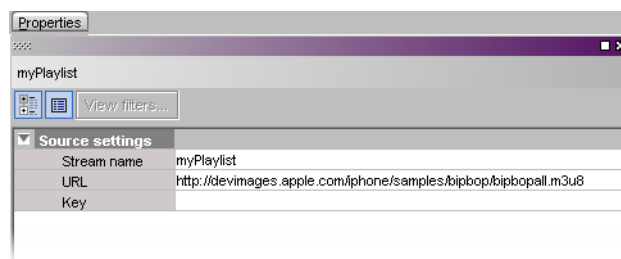 Properties
myPlaylist
View filters...
Source settings
Stream name myPlaylist
URL http://devimages.apple.com/iphone/samples/bipbop/bipbopall.m3u8
Key